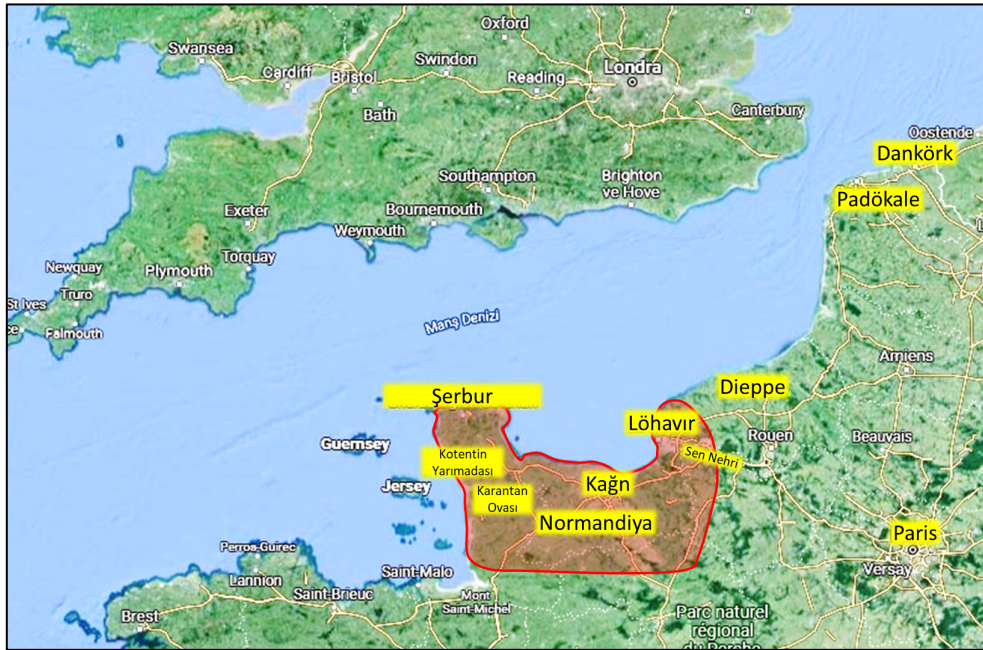 Swansea
Cardiff
Bristol
Bath
Swindon
Oxford
Reading
Londra
Canterbury
Southampton
Brighton
ve Hove
Bournemouth
Weymouth
Exeter
Torquay
Newquay
Plymouth
Truro
St Ives
Falmouth
Oostende
Dankörk
Padökale
Manş Denizi
Amiens
Dieppe
Şerbur
Löhavır
Rouen
Beauvais
Sen Nehri
Guernsey
Kotentin
Yarımadası
Kağn
Jersey
Karantan
Ovası
Normandiya
Paris
Versay
Perros-Guirec
Lannion
Saint-Brieuc
Saint-Malo
Mont
Saint-Michel
Brest
Parc naturel
régional
du Perche